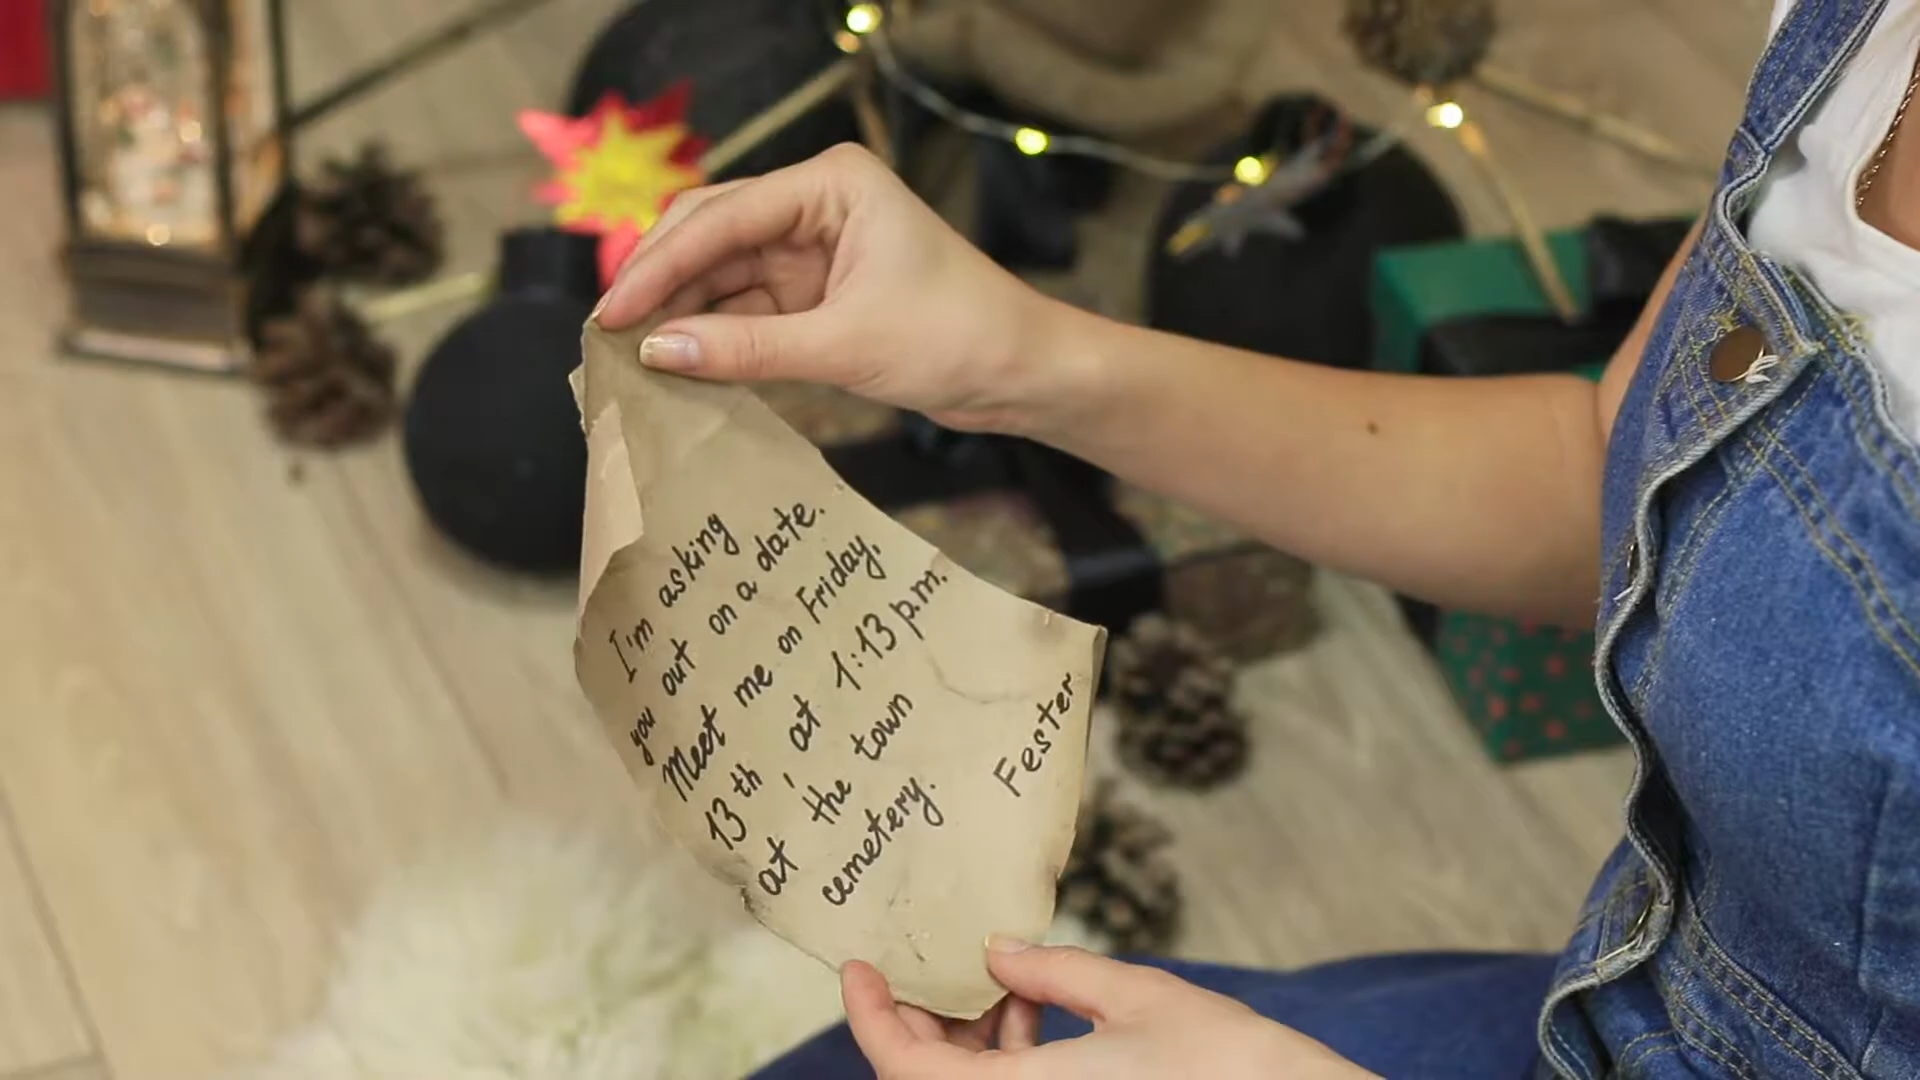 I'm asking
you out on a date.
Meet me on Friday,
13th, at 1:13 p.m.
at the town
cemetery.
Fester